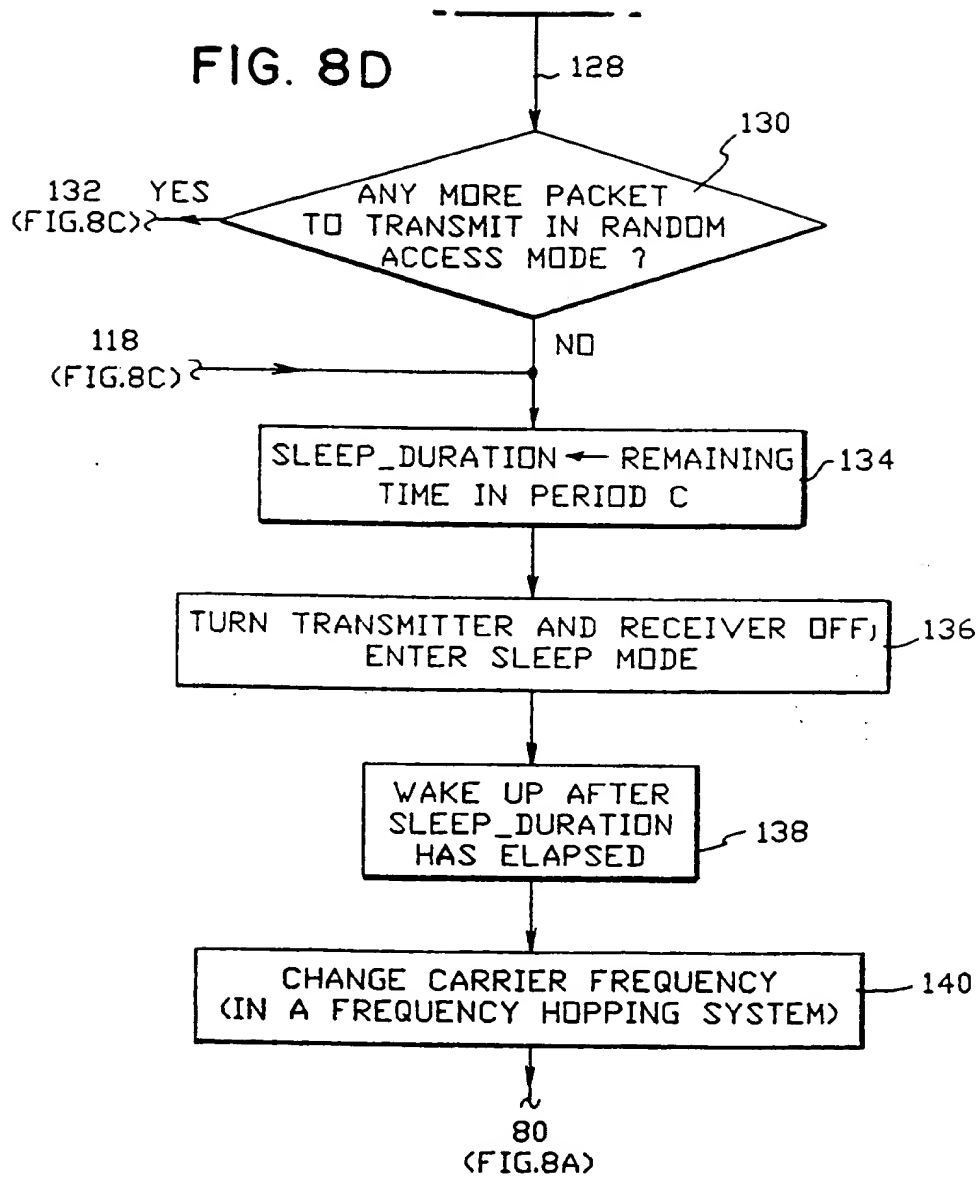 FIG. 8D
128
130
132 YES
(FIG.8C)
ANY MORE PACKET
TO TRANSMIT IN RANDOM
ACCESS MODE ?
NO
118
(FIG.8C)
SLEEP_DURATION ← REMAINING
TIME IN PERIOD C
134
TURN TRANSMITTER AND RECEIVER OFF;
ENTER SLEEP MODE
136
WAKE UP AFTER
SLEEP_DURATION
HAS ELAPSED
138
CHANGE CARRIER FREQUENCY
(IN A FREQUENCY HOPPING SYSTEM)
140
80
(FIG.8A)